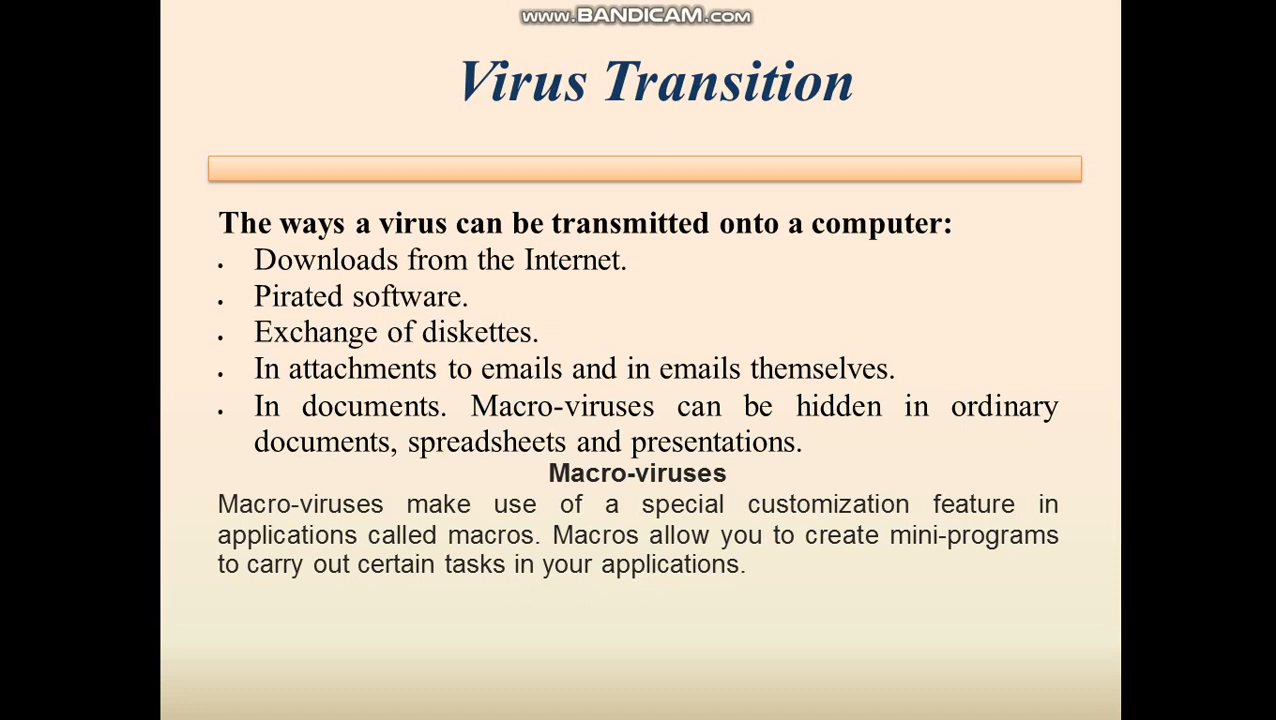 www.BANDICAM.com
Virus Transition
The ways a virus can be transmitted onto a computer:
• Downloads from the Internet.
• Pirated software.
• Exchange of diskettes.
• In attachments to emails and in emails themselves.
• In documents. Macro-viruses can be hidden in ordinary
documents, spreadsheets and presentations.
Macro-viruses
Macro-viruses make use of a special customization feature in
applications called macros. Macros allow you to create mini-programs
to carry out certain tasks in your applications.